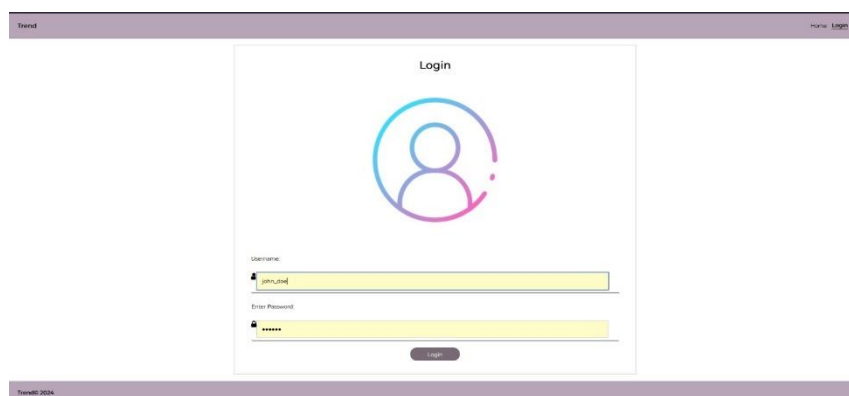 Trend Home Login
Login
Username:
john_doe
Enter Password
••••••
Login
Trend© 2024